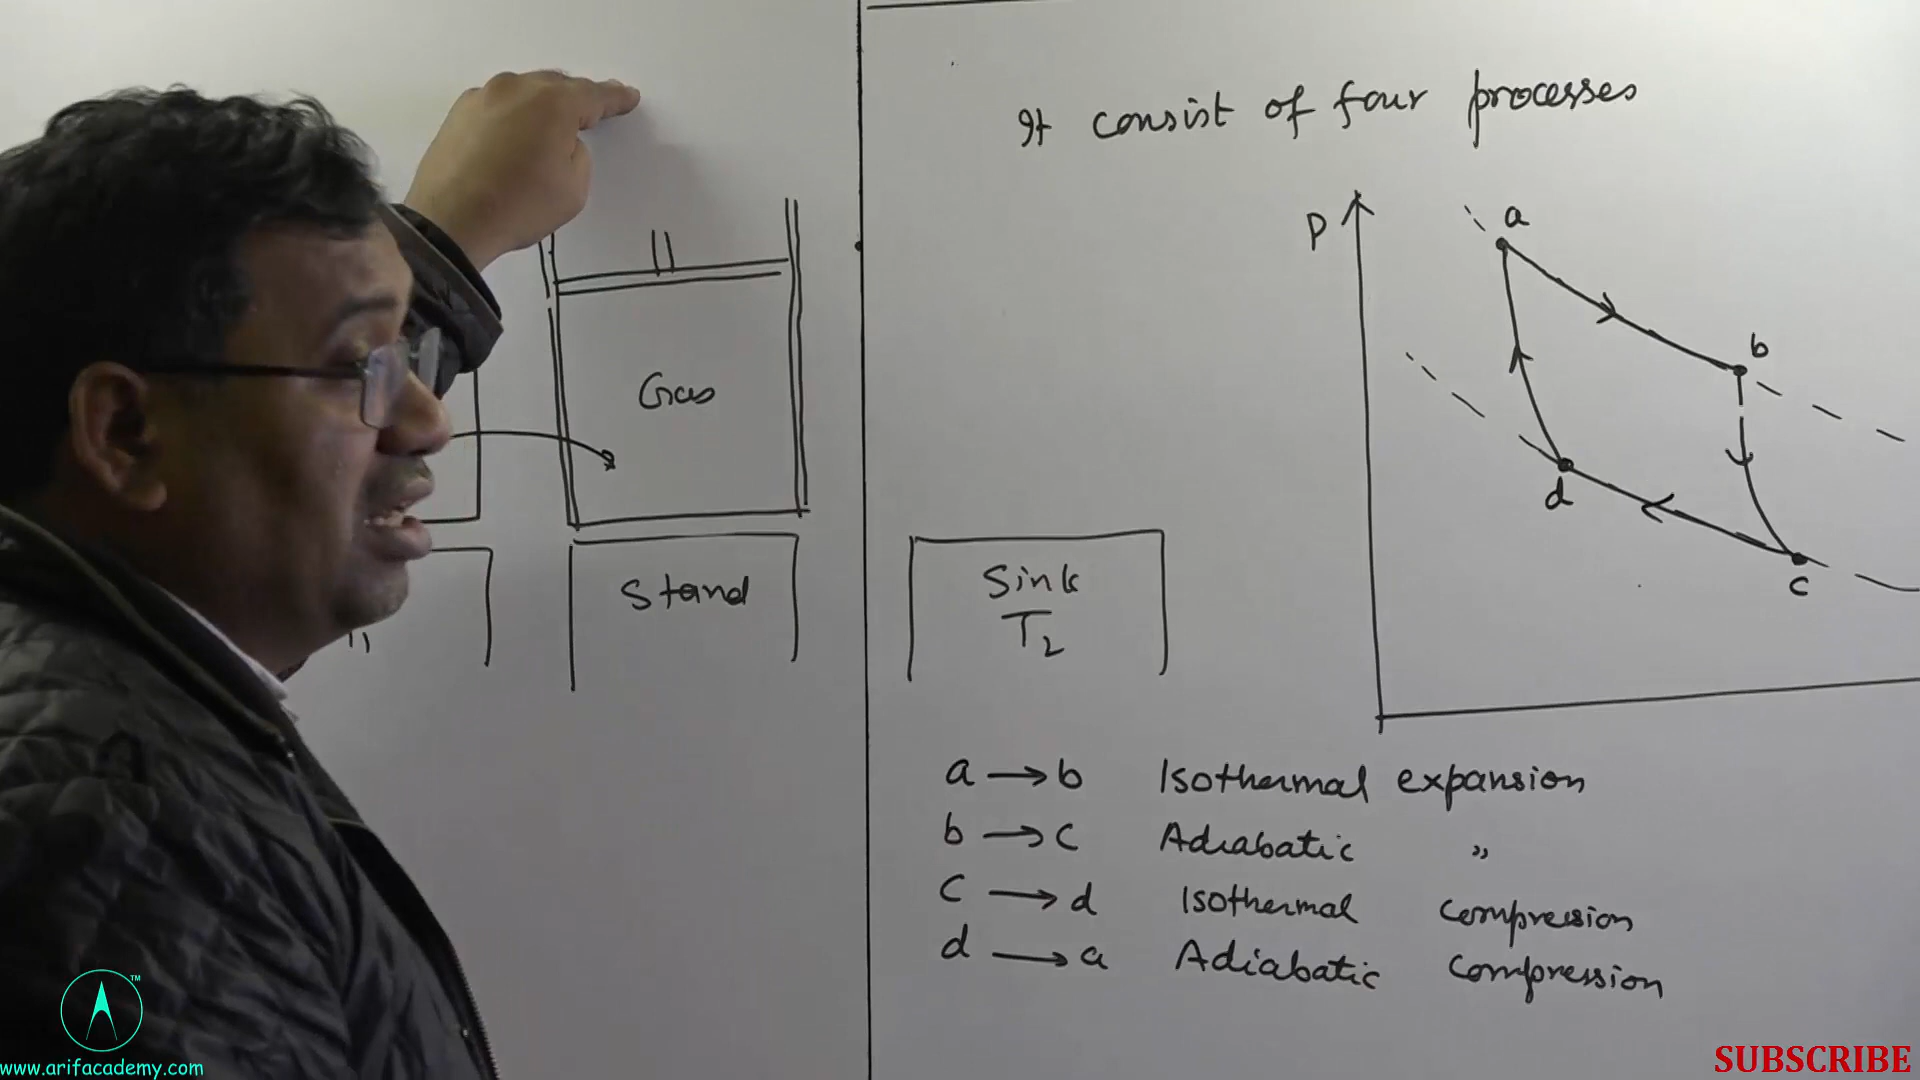 It consist of four processes
P
a
b
d
c
Gas
Stand
Sink
T2
a → b Isothermal expansion
b → c Adiabatic "
c → d Isothermal compression
d → a Adiabatic compression
™
www.arifacademy.com
SUBSCRIBE